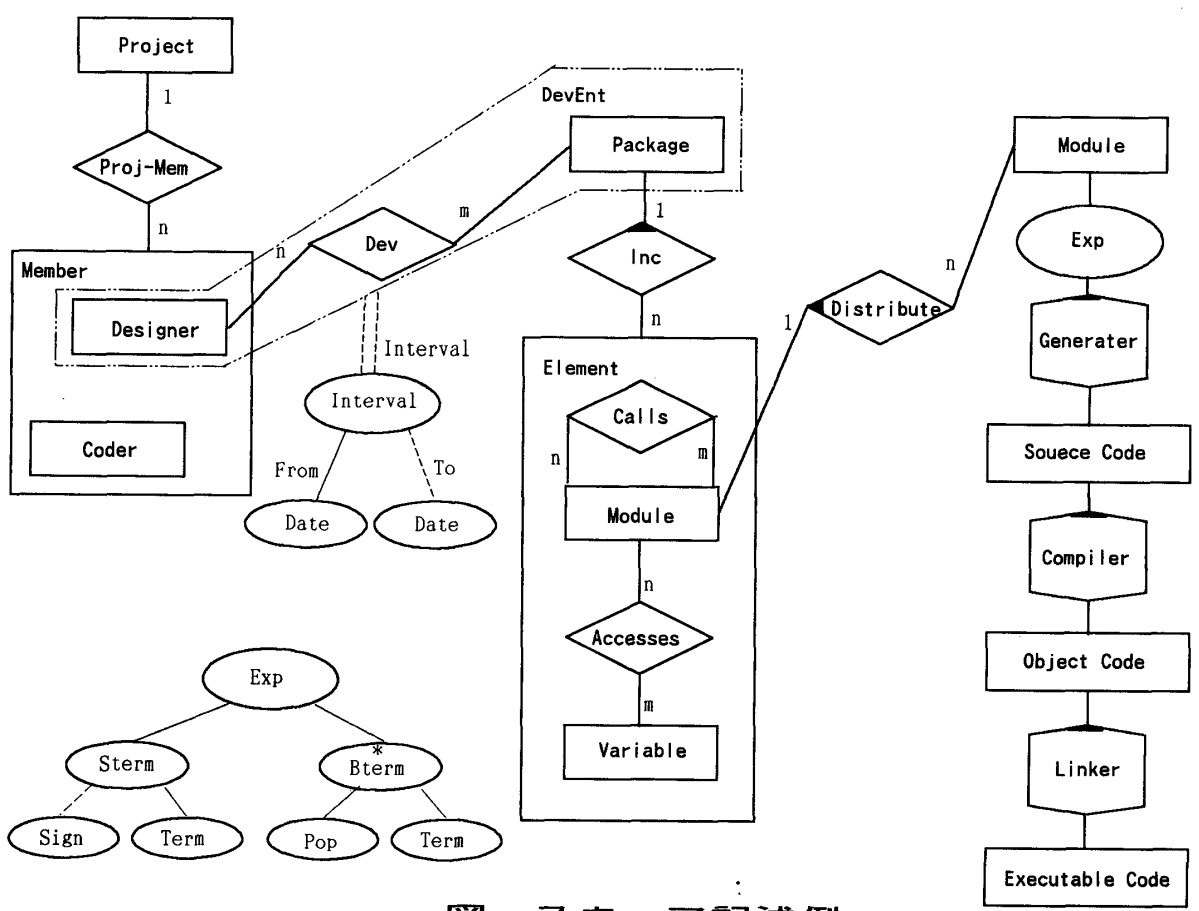 Project
1
Proj-Mem
n
Member
Designer
Coder
DevEnt
Package
n
Dev
m
Interval
Interval
From
To
Date
Date
1
Inc
n
Element
Calls
n
m
Module
n
Accesses
m
Variable
1
Distribute
n
Module
Exp
Generater
Souece Code
Compiler
Object Code
Linker
Executable Code
Exp
Sterm
*
Bterm
Sign
Term
Pop
Term